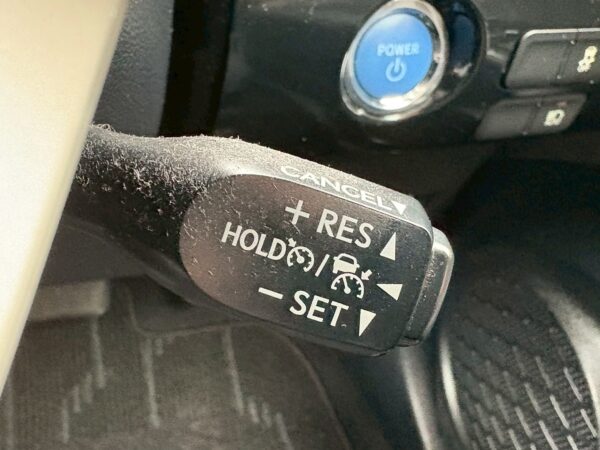 POWER
CANCEL▼
+ RES ▲
HOLD / ◀
− SET ▼